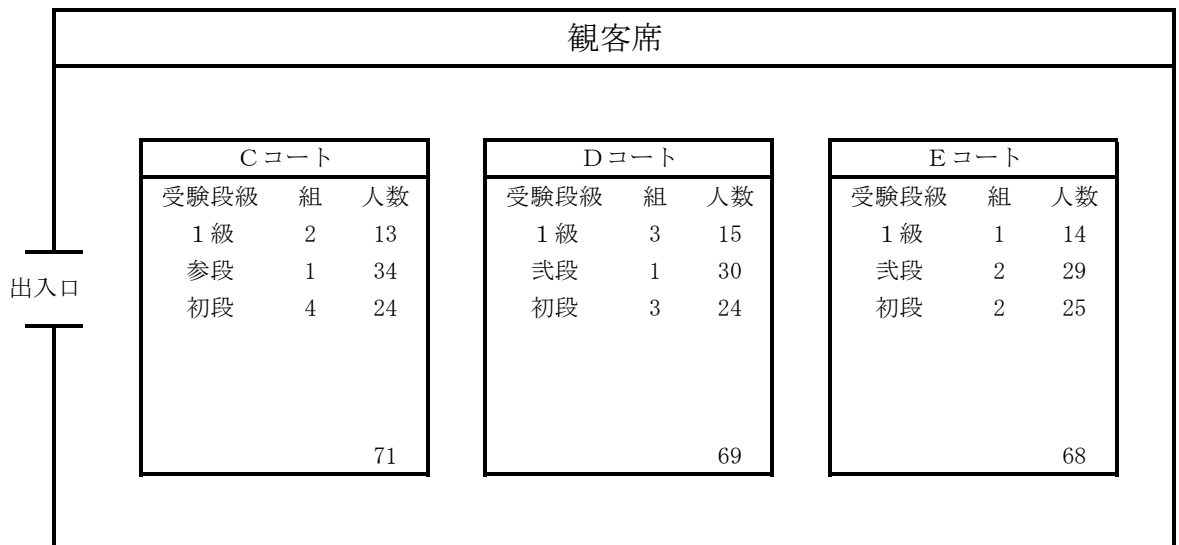 観客席
Cコート
受験段級 組 人数
1級 2 13
参段 1 34
初段 4 24
71
Dコート
受験段級 組 人数
1級 3 15
弐段 1 30
初段 3 24
69
Eコート
受験段級 組 人数
1級 1 14
弐段 2 29
初段 2 25
68
出入口